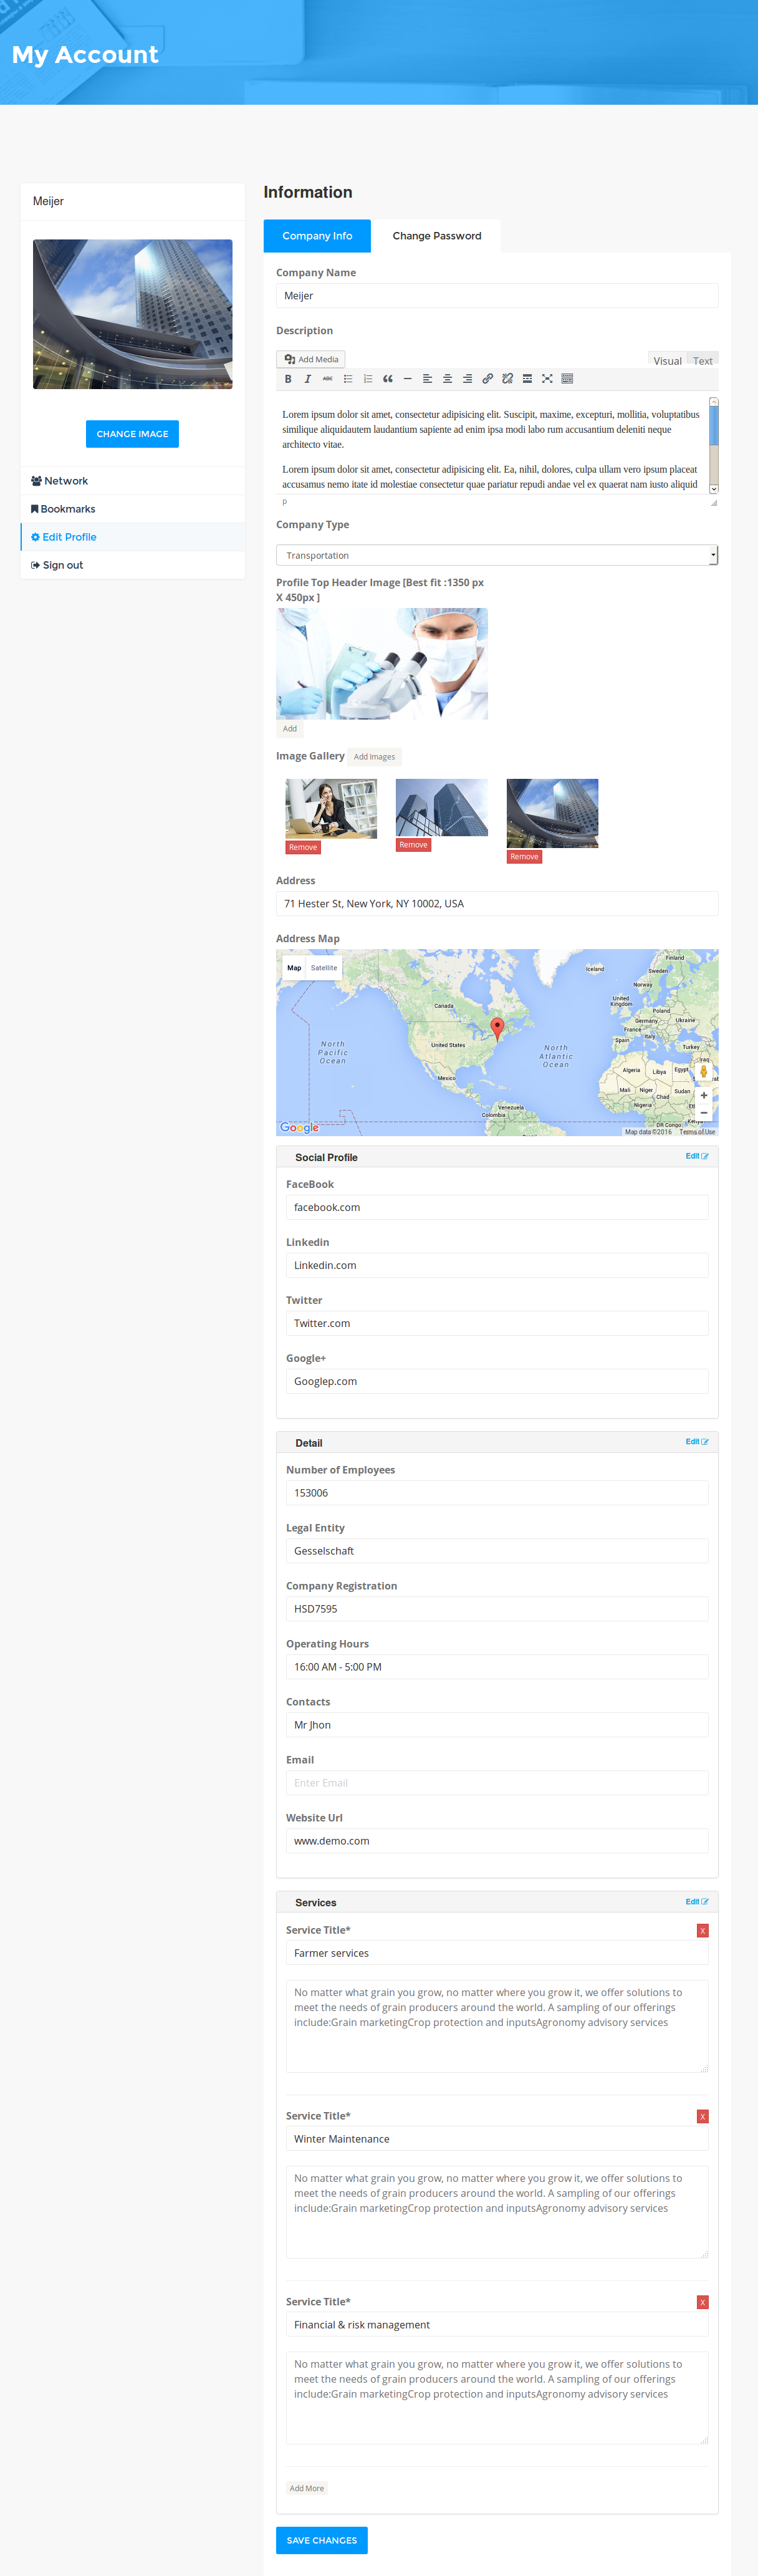 My Account
Meijer
CHANGE IMAGE
Network
Bookmarks
Edit Profile
Sign out
Information
Company Info
Change Password
Company Name
Meijer
Description
Add Media
Visual
Text
B I ABC
Lorem ipsum dolor sit amet, consectetur adipisicing elit. Suscipit, maxime, excepturi, mollitia, voluptatibus
similique aliquidautem laudantium sapiente ad enim ipsa modi labo rum accusantium deleniti neque
architecto vitae.
Lorem ipsum dolor sit amet, consectetur adipisicing elit. Ea, nihil, dolores, culpa ullam vero ipsum placeat
accusamus nemo itate id molestiae consectetur quae pariatur repudi andae vel ex quaerat nam iusto aliquid
p
Company Type
Transportation
Profile Top Header Image [Best fit :1350 px
X 450px ]
Add
Image Gallery
Add Images
Remove
Remove
Remove
Address
71 Hester St, New York, NY 10002, USA
Address Map
Map
Satellite
Iceland
Finland
Sweden
Norway
Canada
United
Kingdom
Poland
Germany
Ukraine
France
Italy
Spain
Turkey
United States
North
Pacific
Ocean
North
Atlantic
Ocean
Iraq
Algeria
Libya
Egypt
Mexico
Mali
Niger
Sudan
Chad
Venezuela
Nigeria
Colombia
DR Congo
Google
Map data ©2016
Terms of Use
Social Profile
Edit
FaceBook
facebook.com
Linkedin
Linkedin.com
Twitter
Twitter.com
Google+
Googlep.com
Detail
Edit
Number of Employees
153006
Legal Entity
Gesselschaft
Company Registration
HSD7595
Operating Hours
16:00 AM - 5:00 PM
Contacts
Mr Jhon
Email
Enter Email
Website Url
www.demo.com
Services
Edit
Service Title*
X
Farmer services
No matter what grain you grow, no matter where you grow it, we offer solutions to
meet the needs of grain producers around the world. A sampling of our offerings
include:Grain marketingCrop protection and inputsAgronomy advisory services
Service Title*
X
Winter Maintenance
No matter what grain you grow, no matter where you grow it, we offer solutions to
meet the needs of grain producers around the world. A sampling of our offerings
include:Grain marketingCrop protection and inputsAgronomy advisory services
Service Title*
X
Financial & risk management
No matter what grain you grow, no matter where you grow it, we offer solutions to
meet the needs of grain producers around the world. A sampling of our offerings
include:Grain marketingCrop protection and inputsAgronomy advisory services
Add More
SAVE CHANGES